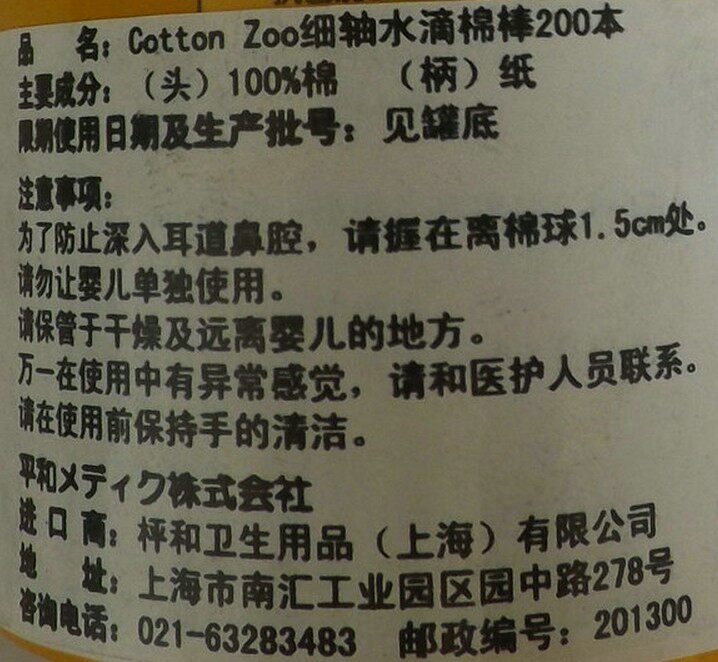 品 名：Cotton Zoo细轴水滴棉棒200本
主要成分：（头）100%棉 （柄）纸
限期使用日期及生产批号：见罐底
注意事项：
为了防止深入耳道鼻腔，请握在离棉球1.5cm处。
请勿让婴儿单独使用。
请保管于干燥及远离婴儿的地方。
万一在使用中有异常感觉，请和医护人员联系。
请在使用前保持手的清洁。
平和メディク株式会社
进口商：枰和卫生用品（上海）有限公司
地 址：上海市南汇工业园区园中路278号
咨询电话：021-63283483 邮政编号：201300